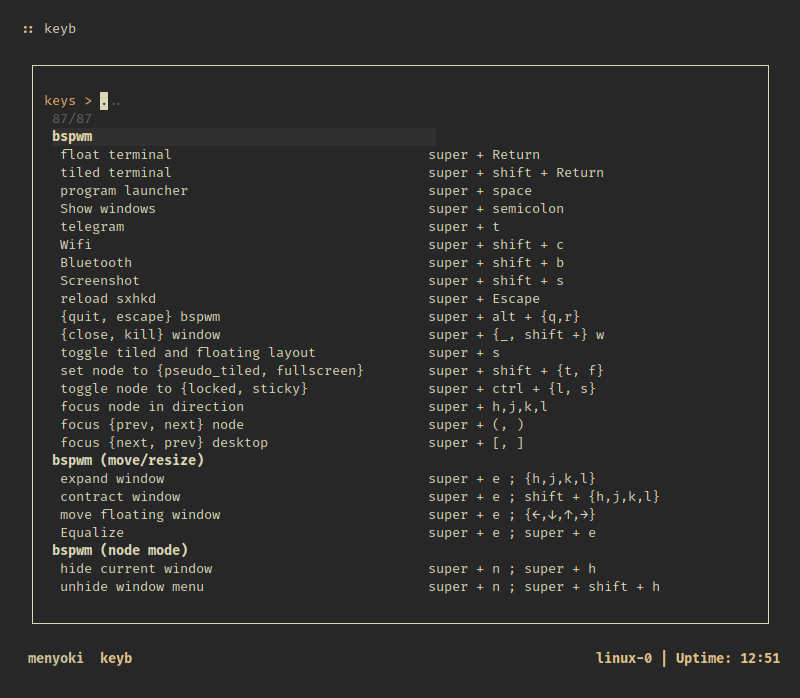 :: keyb
keys > ...
87/87
bspwm
float terminal super + Return
tiled terminal super + shift + Return
program launcher super + space
Show windows super + semicolon
telegram super + t
Wifi super + shift + c
Bluetooth super + shift + b
Screenshot super + shift + s
reload sxhkd super + Escape
{quit, escape} bspwm super + alt + {q,r}
{close, kill} window super + {_, shift +} w
toggle tiled and floating layout super + s
set node to {pseudo_tiled, fullscreen} super + shift + {t, f}
toggle node to {locked, sticky} super + ctrl + {l, s}
focus node in direction super + h,j,k,l
focus {prev, next} node super + (, )
focus {next, prev} desktop super + [, ]
bspwm (move/resize)
expand window super + e ; {h,j,k,l}
contract window super + e ; shift + {h,j,k,l}
move floating window super + e ; {←,↓,↑,→}
Equalize super + e ; super + e
bspwm (node mode)
hide current window super + n ; super + h
unhide window menu super + n ; super + shift + h
menyoki keyb linux-0 | Uptime: 12:51